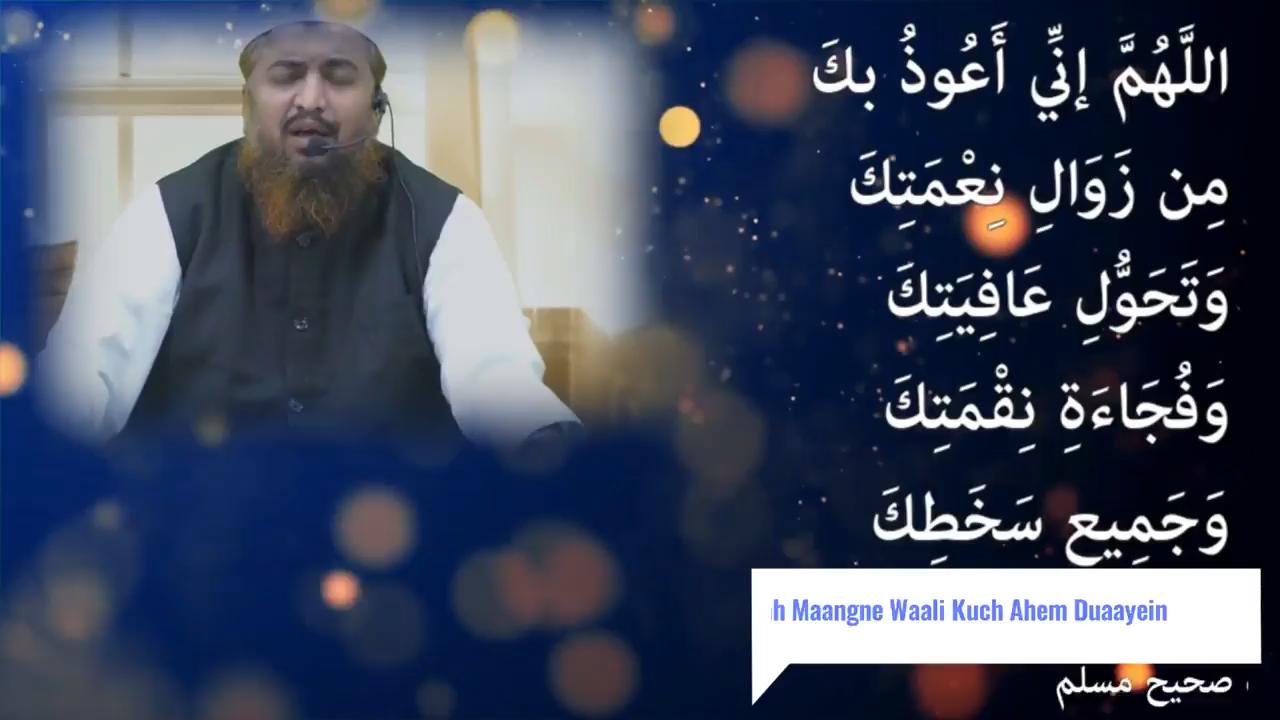 اللَّهُمَّ إنِّي أَعُوذُ بكَ
مِن زَوَالِ نِعْمَتِكَ
وَتَحَوُّلِ عَافِيَتِكَ
وَفُجَاءَةِ نِقْمَتِكَ
وَجَمِيعِ سَخَطِكَ
Maangne Waali Kuch Ahem Duaayein
صحيح مسلم